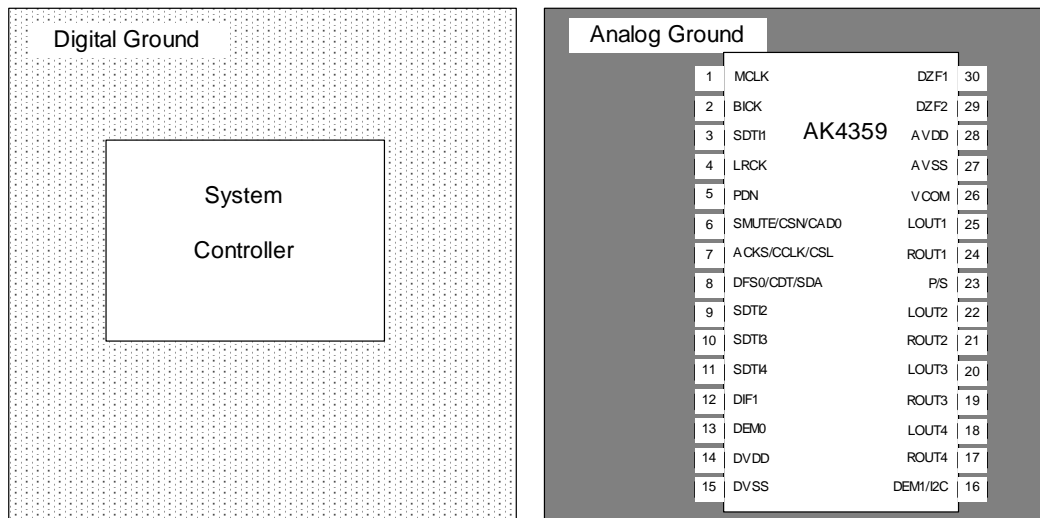 Digital Ground
System
Controller
Analog Ground
AK4359
1 MCLK DZF1 30
2 BICK DZF2 29
3 SDTI1 AVDD 28
4 LRCK AVSS 27
5 PDN VCOM 26
6 SMUTE/CSN/CAD0 LOUT1 25
7 ACKS/CCLK/CSL ROUT1 24
8 DFS0/CDT/SDA P/S 23
9 SDTI2 LOUT2 22
10 SDTI3 ROUT2 21
11 SDTI4 LOUT3 20
12 DIF1 ROUT3 19
13 DEM0 LOUT4 18
14 DVDD ROUT4 17
15 DVSS DEM1/I2C 16